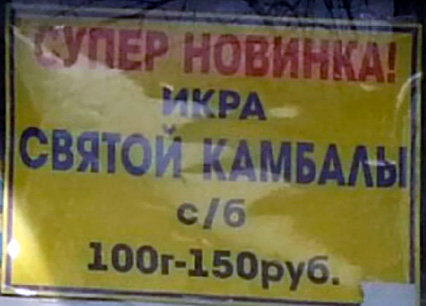 СУПЕР НОВИНКА!
ИКРА
СВЯТОЙ КАМБАЛЫ
с/б
100г-150руб.